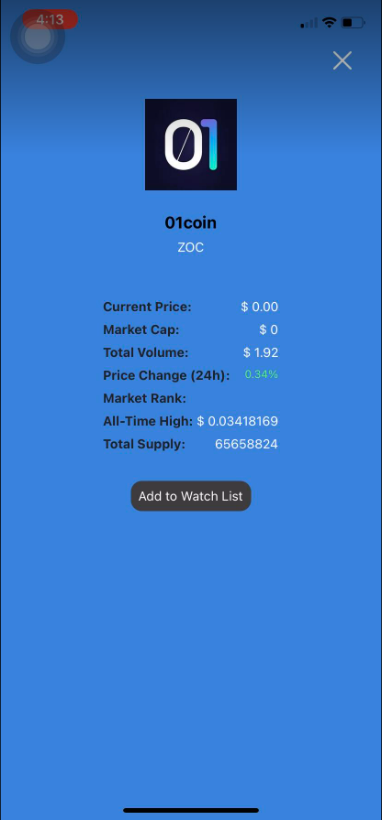 4:13
01
01coin
ZOC
Current Price: $ 0.00
Market Cap: $ 0
Total Volume: $ 1.92
Price Change (24h): 0.34%
Market Rank:
All-Time High: $ 0.03418169
Total Supply: 65658824
Add to Watch List